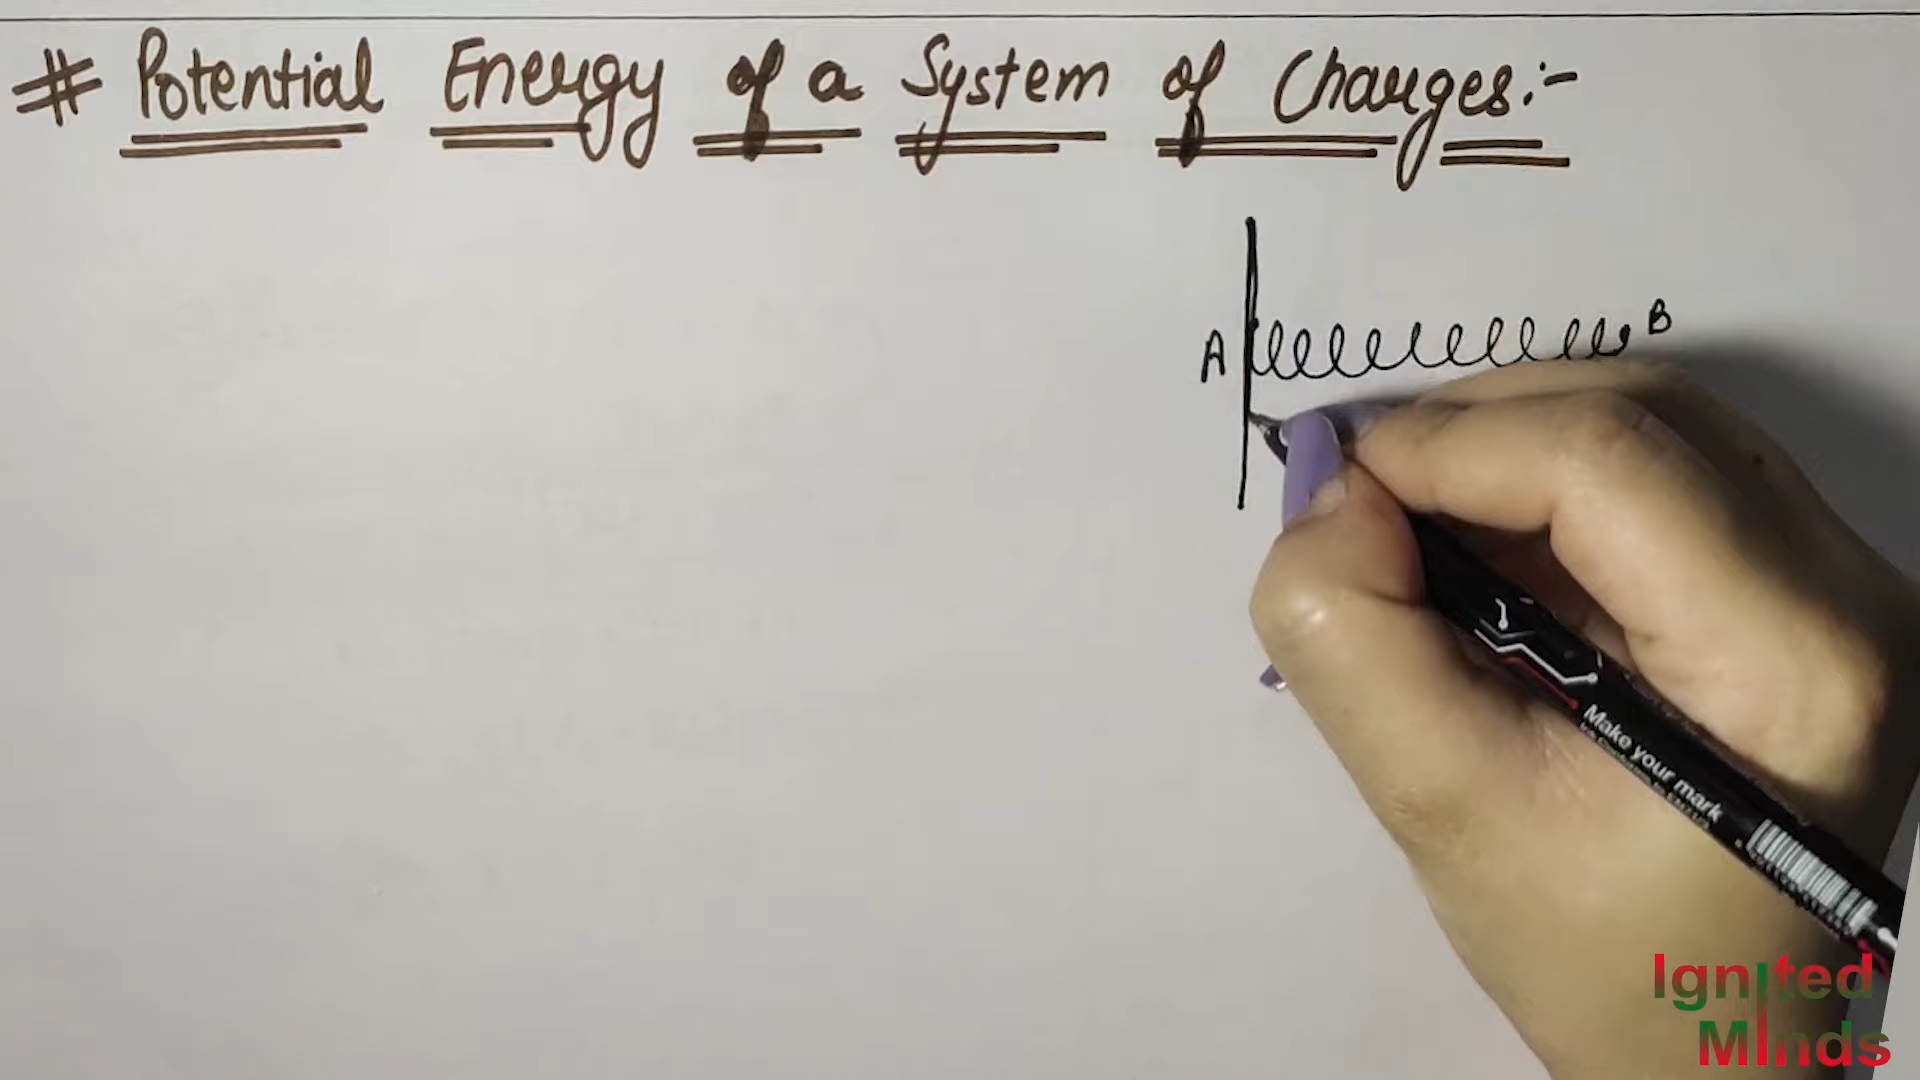 # Potential Energy of a System of Charges:-
A B
Make your mark
Ignited
Minds